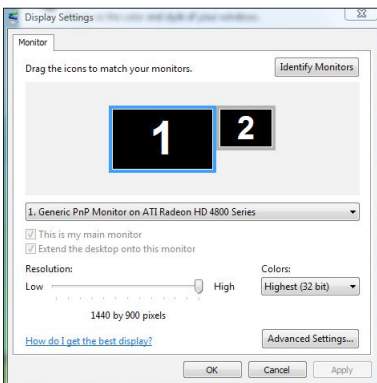 Display Settings
Monitor
Drag the icons to match your monitors.
Identify Monitors
1
2
1. Generic PnP Monitor on ATI Radeon HD 4800 Series
This is my main monitor
Extend the desktop onto this monitor
Resolution:
Colors:
Low
High
Highest (32 bit)
1440 by 900 pixels
How do I get the best display?
Advanced Settings...
OK
Cancel
Apply